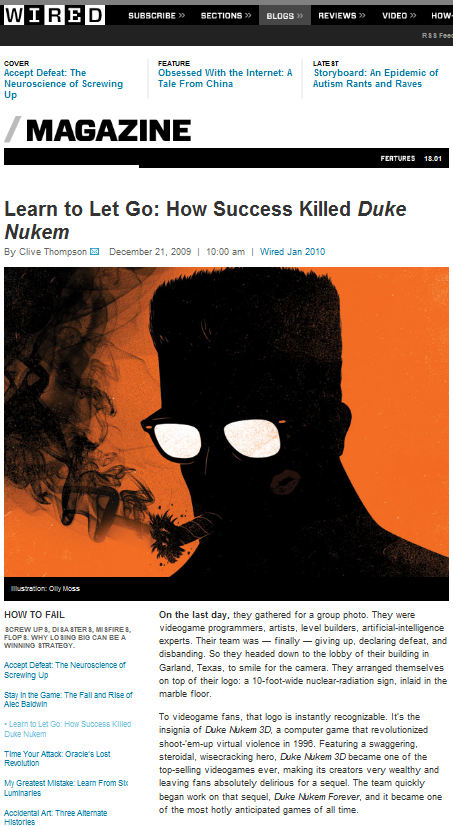 WIRED SUBSCRIBE >> SECTIONS >> BLOGS >> REVIEWS >> VIDEO >> HOW-
RSS Feed
COVER
Accept Defeat: The
Neuroscience of Screwing
Up
FEATURE
Obsessed With the Internet: A
Tale From China
LATEST
Storyboard: An Epidemic of
Autism Rants and Raves
/ MAGAZINE
FERTURES 18.01
Learn to Let Go: How Success Killed Duke
Nukem
By Clive Thompson December 21, 2009 | 10:00 am | Wired Jan 2010
Illustration: Olly Moss
HOW TO FAIL
SCREWUPS, DISASTERS, MISFIRES,
FLOPS. WHY LOSING BIG CAN BE A
WINNING STRATEGY.
Accept Defeat: The Neuroscience of
Screwing Up
Stay in the Game: The Fall and Rise of
Alec Baldwin
• Learn to Let Go: How Success Killed
Duke Nukem
Time Your Attack: Oracle's Lost
Revolution
My Greatest Mistake: Learn From Six
Luminaries
Accidental Art: Three Alternate
Histories
On the last day, they gathered for a group photo. They were
videogame programmers, artists, level builders, artificial-intelligence
experts. Their team was — finally — giving up, declaring defeat, and
disbanding. So they headed down to the lobby of their building in
Garland, Texas, to smile for the camera. They arranged themselves
on top of their logo: a 10-foot-wide nuclear-radiation sign, inlaid in the
marble floor.
To videogame fans, that logo is instantly recognizable. It's the
insignia of Duke Nukem 3D, a computer game that revolutionized
shoot-'em-up virtual violence in 1996. Featuring a swaggering,
steroidal, wisecracking hero, Duke Nukem 3D became one of the
top-selling videogames ever, making its creators very wealthy and
leaving fans absolutely delirious for a sequel. The team quickly
began work on that sequel, Duke Nukem Forever, and it became one
of the most hotly anticipated games of all time.